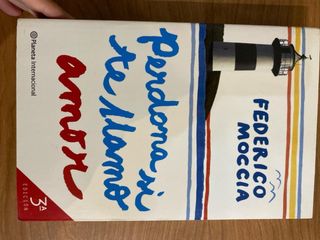 Planeta Internacional
FEDERICO
MOCCIA
perdona si
te llamo
amor
3ª
EDICIÓN